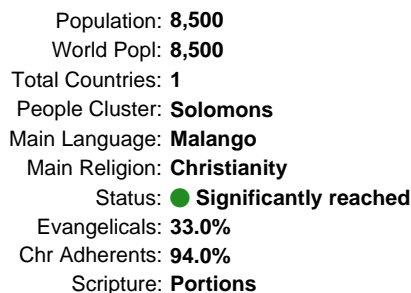 Population: 8,500
World Popl: 8,500
Total Countries: 1
People Cluster: Solomons
Main Language: Malango
Main Religion: Christianity
Status: Significantly reached
Evangelicals: 33.0%
Chr Adherents: 94.0%
Scripture: Portions